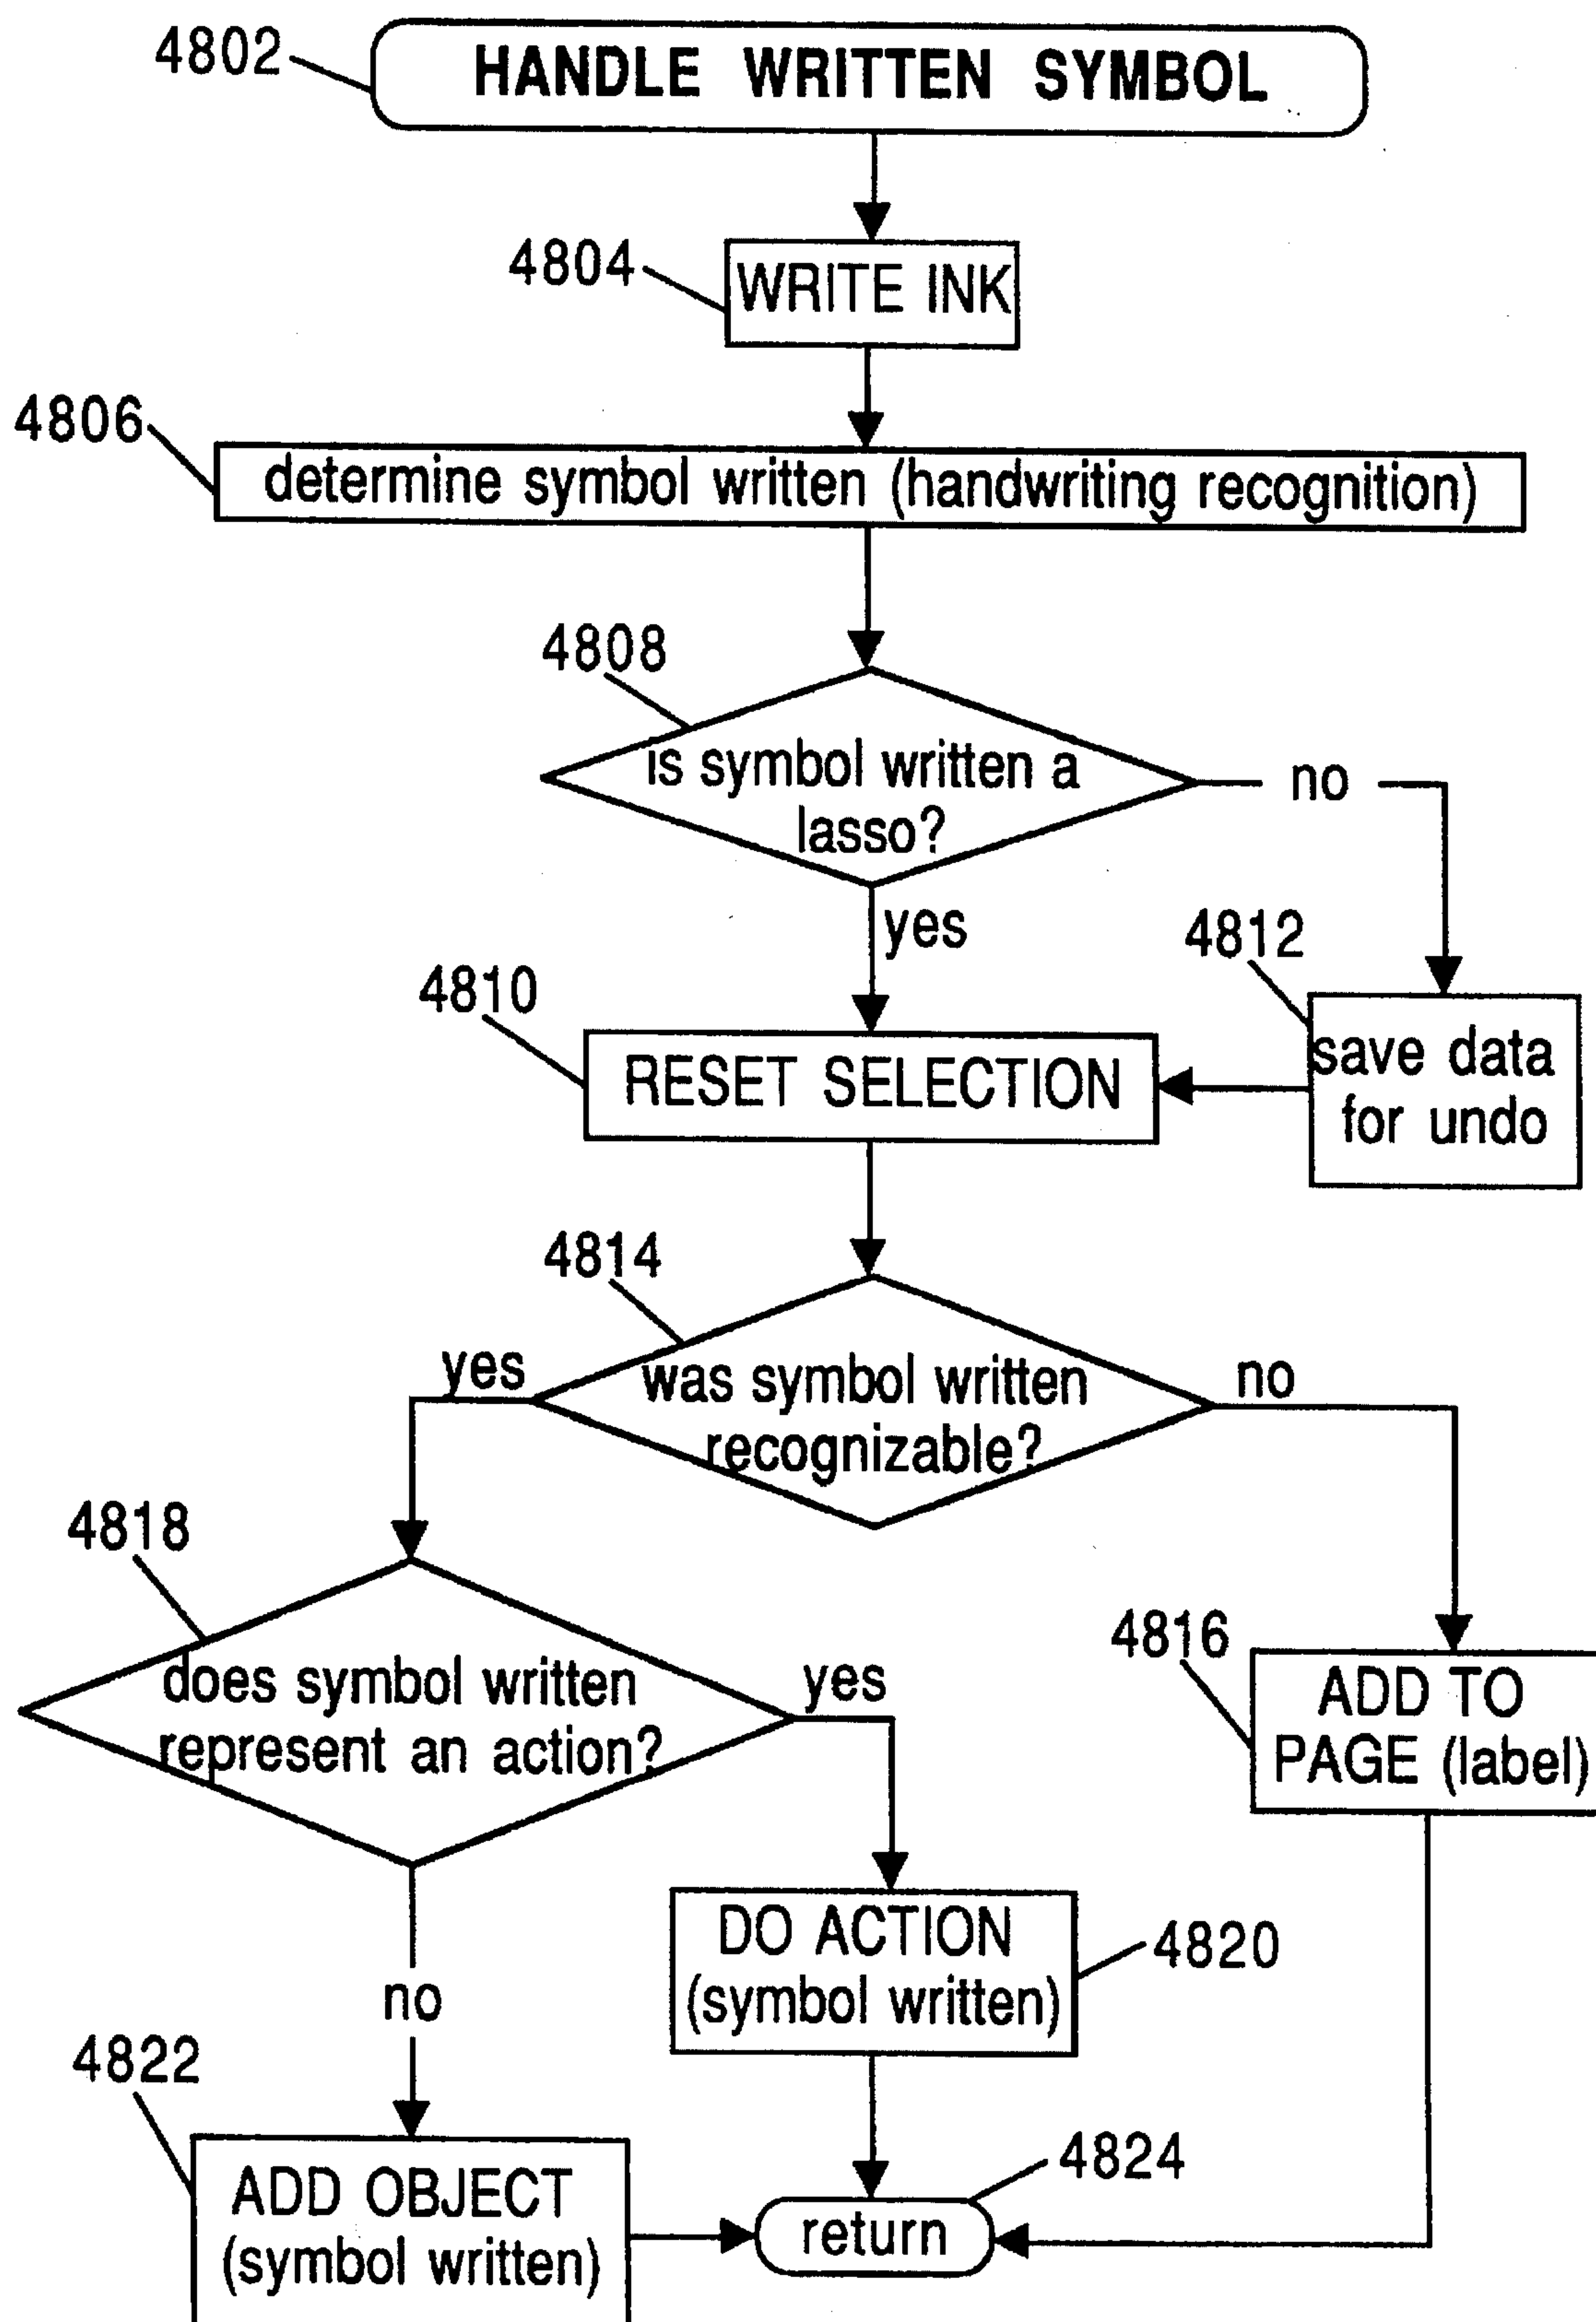 4802
HANDLE WRITTEN SYMBOL
4804
WRITE INK
4806
determine symbol written (handwriting recognition)
4808
is symbol written a
lasso?
no
yes
4812
4810
save data
for undo
RESET SELECTION
4814
yes
was symbol written
recognizable?
no
4818
does symbol written
represent an action?
yes
4816
ADD TO
PAGE (label)
DO ACTION
(symbol written)
4820
no
4822
ADD OBJECT
(symbol written)
4824
return